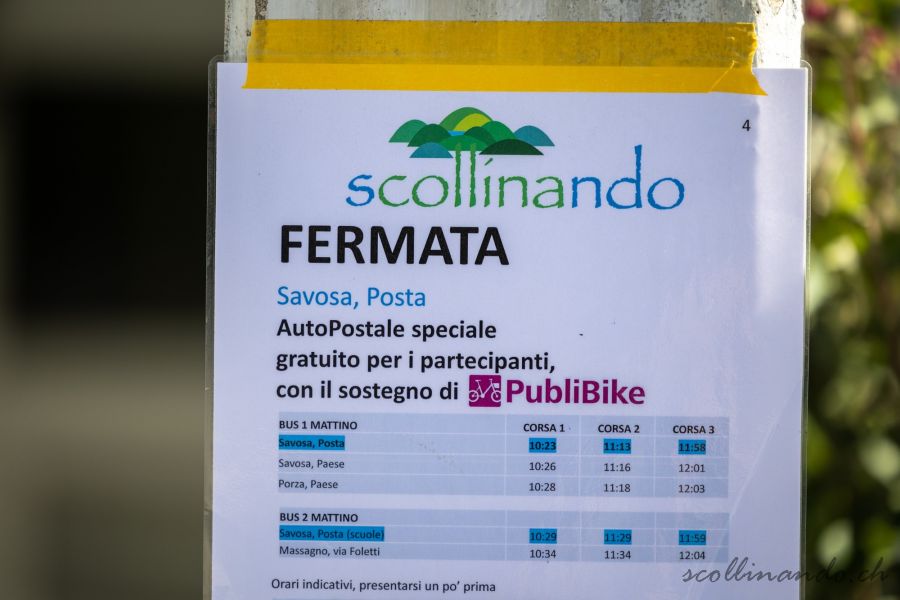 4
scollinando
FERMATA
Savosa, Posta
AutoPostale speciale
gratuito per i partecipanti,
con il sostegno di PubliBike
BUS 1 MATTINO CORSA 1 CORSA 2 CORSA 3
Savosa, Posta 10:23 11:13 11:58
Savosa, Paese 10:26 11:16 12:01
Porza, Paese 10:28 11:18 12:03
BUS 2 MATTINO
Savosa, Posta (scuole) 10:29 11:29 11:59
Massagno, via Foletti 10:34 11:34 12:04
Orari indicativi, presentarsi un po' prima
scollinando.ch